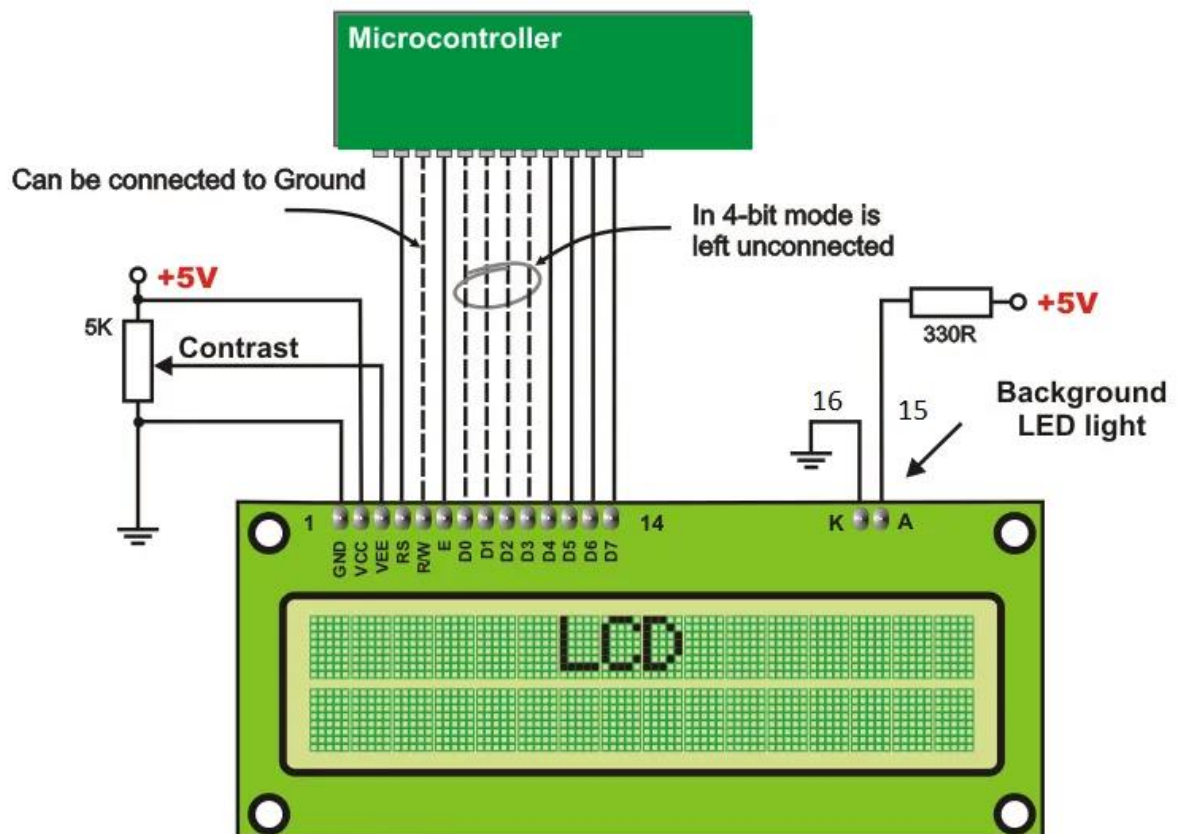 Microcontroller
Can be connected to Ground
In 4-bit mode is
left unconnected
+5V
5K
Contrast
+5V
330R
16
15
Background
LED light
1
14
K
A
GND
VCC
VEE
RS
R/W
E
D0
D1
D2
D3
D4
D5
D6
D7
LCD